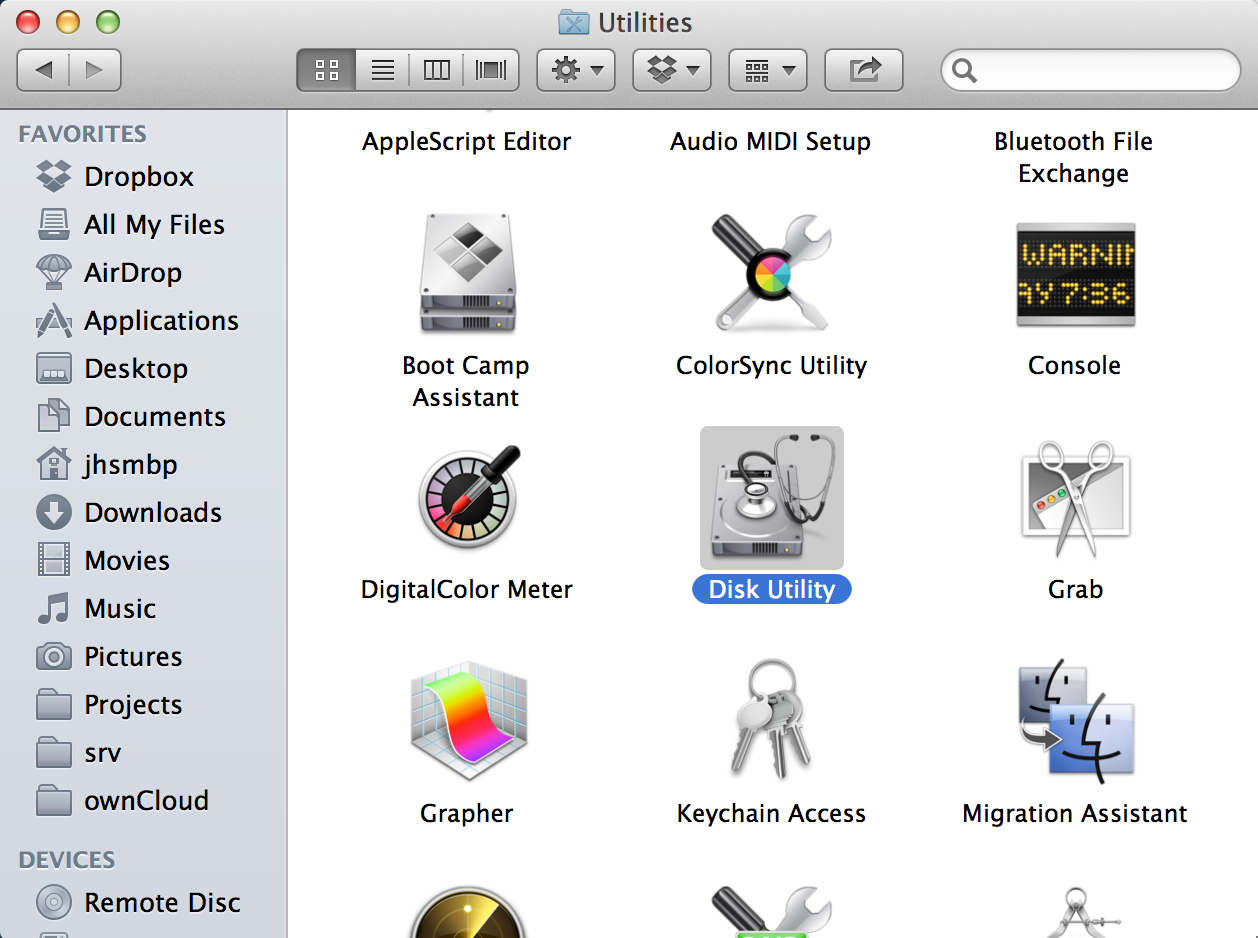 Utilities
FAVORITES
Dropbox
All My Files
AirDrop
Applications
Desktop
Documents
jhsmbp
Downloads
Movies
Music
Pictures
Projects
srv
ownCloud
DEVICES
Remote Disc
AppleScript Editor
Audio MIDI Setup
Bluetooth File
Exchange
Boot Camp
Assistant
ColorSync Utility
WARNIN
AY 7:36
Console
DigitalColor Meter
Disk Utility
Grab
Grapher
Keychain Access
Migration Assistant